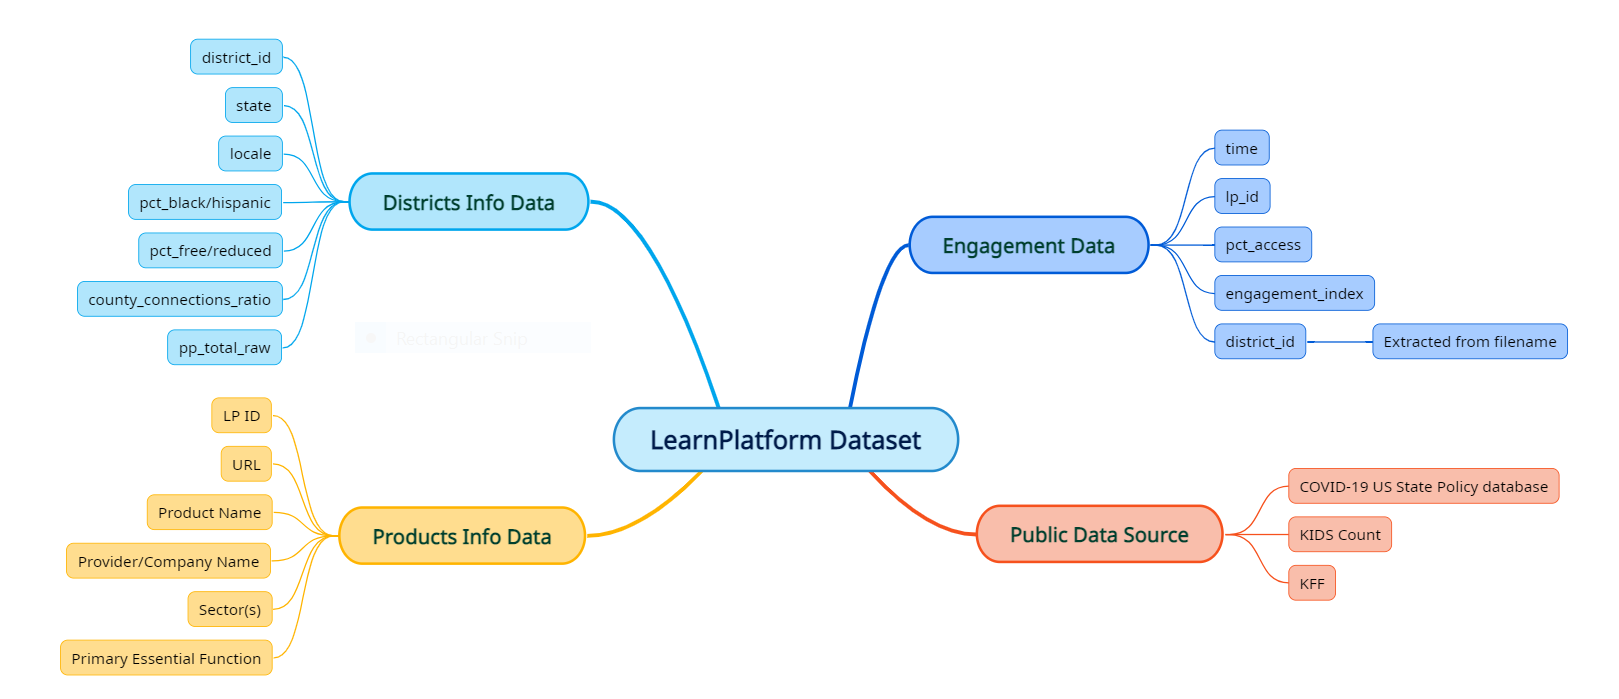 district_id
state
locale
pct_black/hispanic
pct_free/reduced
county_connections_ratio
pp_total_raw
Districts Info Data
Rectangular Snip
LP ID
URL
Product Name
Provider/Company Name
Sector(s)
Primary Essential Function
Products Info Data
LearnPlatform Dataset
Engagement Data
time
lp_id
pct_access
engagement_index
district_id
Extracted from filename
Public Data Source
COVID-19 US State Policy database
KIDS Count
KFF